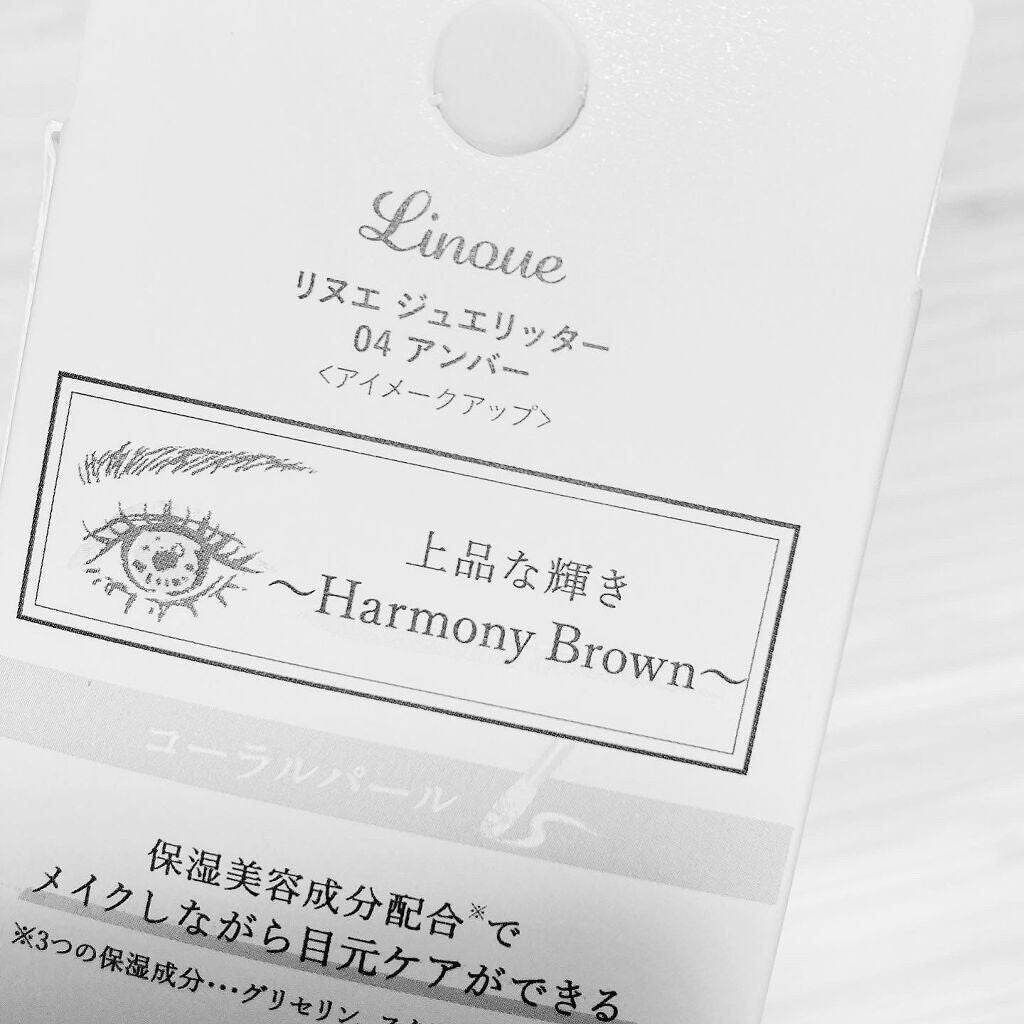 Linoue
リヌエ ジュエリッター
04 アンバー
<アイメークアップ>
上品な輝き
～Harmony Brown～
コーラルパール
保湿美容成分配合※で
メイクしながら目元ケアができる
※3つの保湿成分…グリセリン、